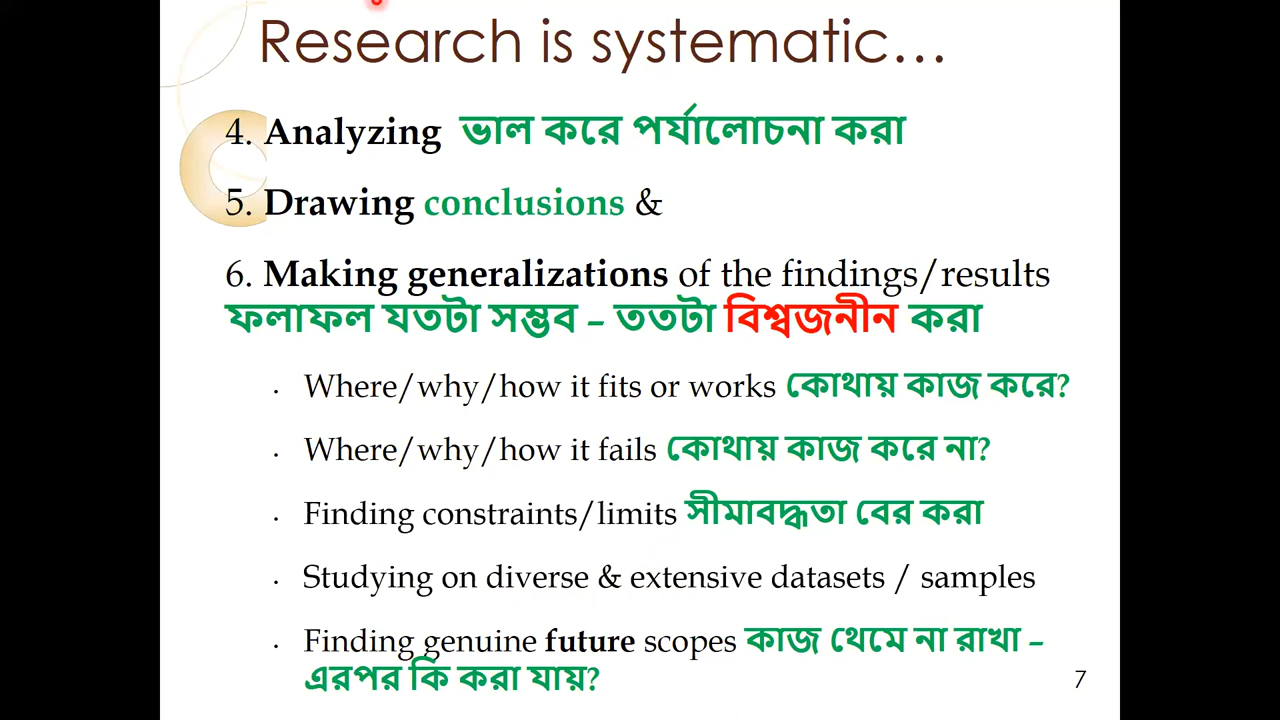 Research is systematic…
4. Analyzing ভাল করে পর্যালোচনা করা
5. Drawing conclusions &
6. Making generalizations of the findings/results
ফলাফল যতটা সম্ভব – ততটা বিশ্বজনীন করা
· Where/why/how it fits or works কোথায় কাজ করে?
· Where/why/how it fails কোথায় কাজ করে না?
· Finding constraints/limits সীমাবদ্ধতা বের করা
· Studying on diverse & extensive datasets / samples
· Finding genuine future scopes কাজ থেমে না রাখা –
এরপর কি করা যায়?
7